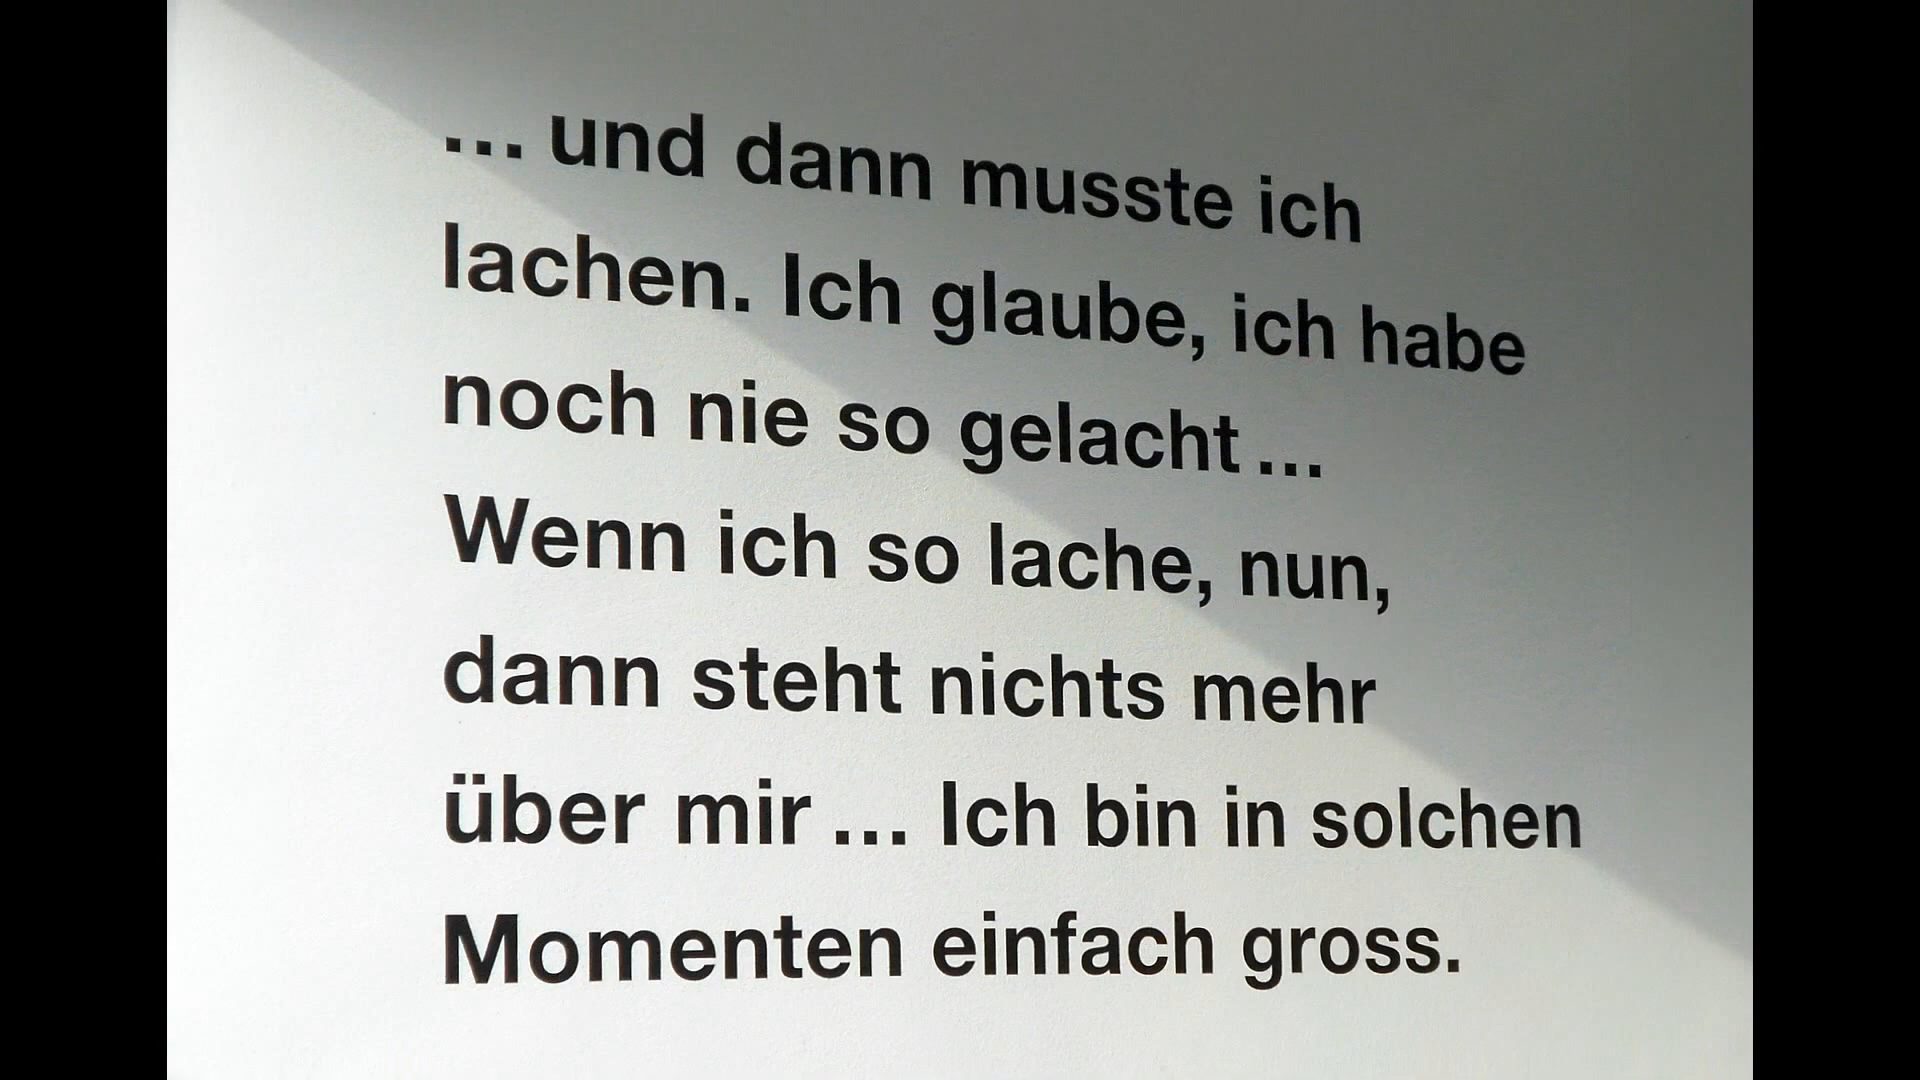 ... und dann musste ich
lachen. Ich glaube, ich habe
noch nie so gelacht ...
Wenn ich so lache, nun,
dann steht nichts mehr
über mir ... Ich bin in solchen
Momenten einfach gross.